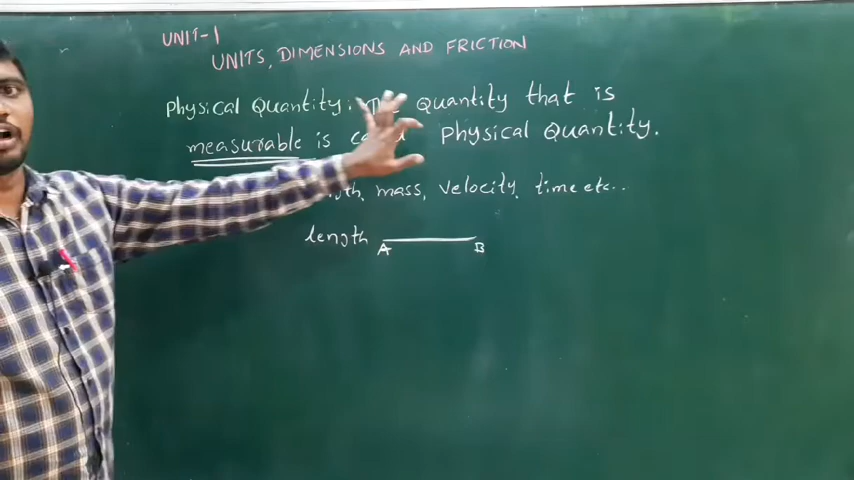 UNIT-1
UNITS, DIMENSIONS AND FRICTION
Physical Quantity: The Quantity that is
measurable is Physical Quantity.
mass, velocity, time etc..
length
A B